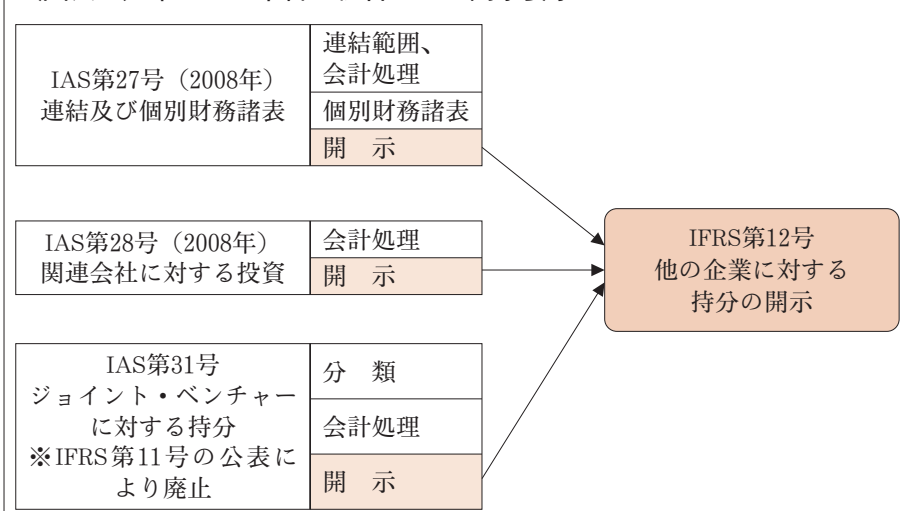 IAS第27号（2008年）
連結及び個別財務諸表
連結範囲、
会計処理
個別財務諸表
開　示
IAS第28号（2008年）
関連会社に対する投資
会計処理
開　示
IAS第31号
ジョイント・ベンチャー
に対する持分
※IFRS第11号の公表に
より廃止
分　類
会計処理
開　示
IFRS第12号
他の企業に対する
持分の開示